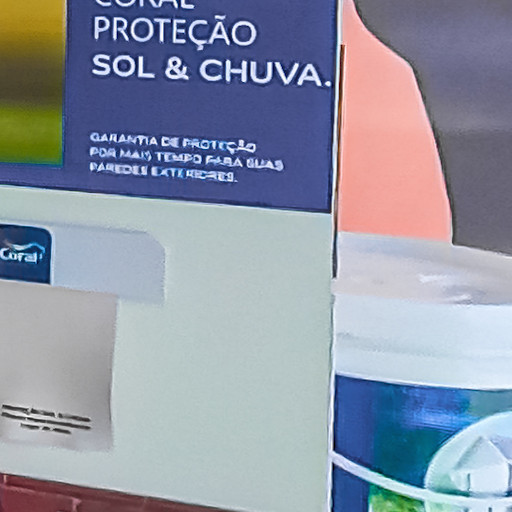 CORAL
PROTEÇÃO
SOL & CHUVA.
GARANTIA DE PROTEÇÃO
POR MAIS TEMPO PARA SUAS
PAREDES EXTERIORES.
Coral